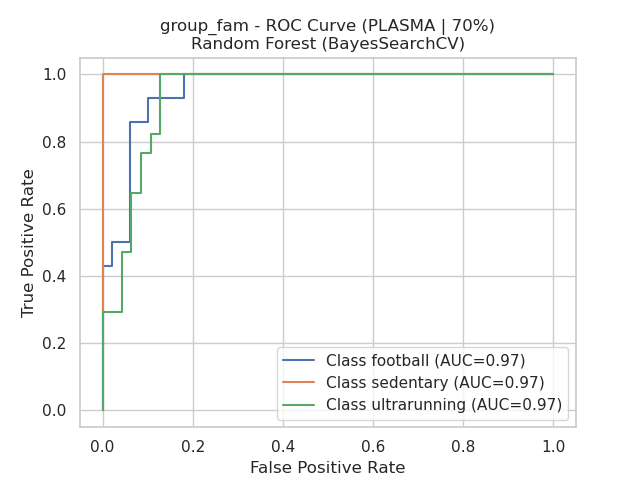 group_fam - ROC Curve (PLASMA | 70%)
Random Forest (BayesSearchCV)
1.0
0.8
0.6
0.4
0.2
0.0
True Positive Rate
Class football (AUC=0.97)
Class sedentary (AUC=0.97)
Class ultrarunning (AUC=0.97)
0.0 0.2 0.4 0.6 0.8 1.0
False Positive Rate